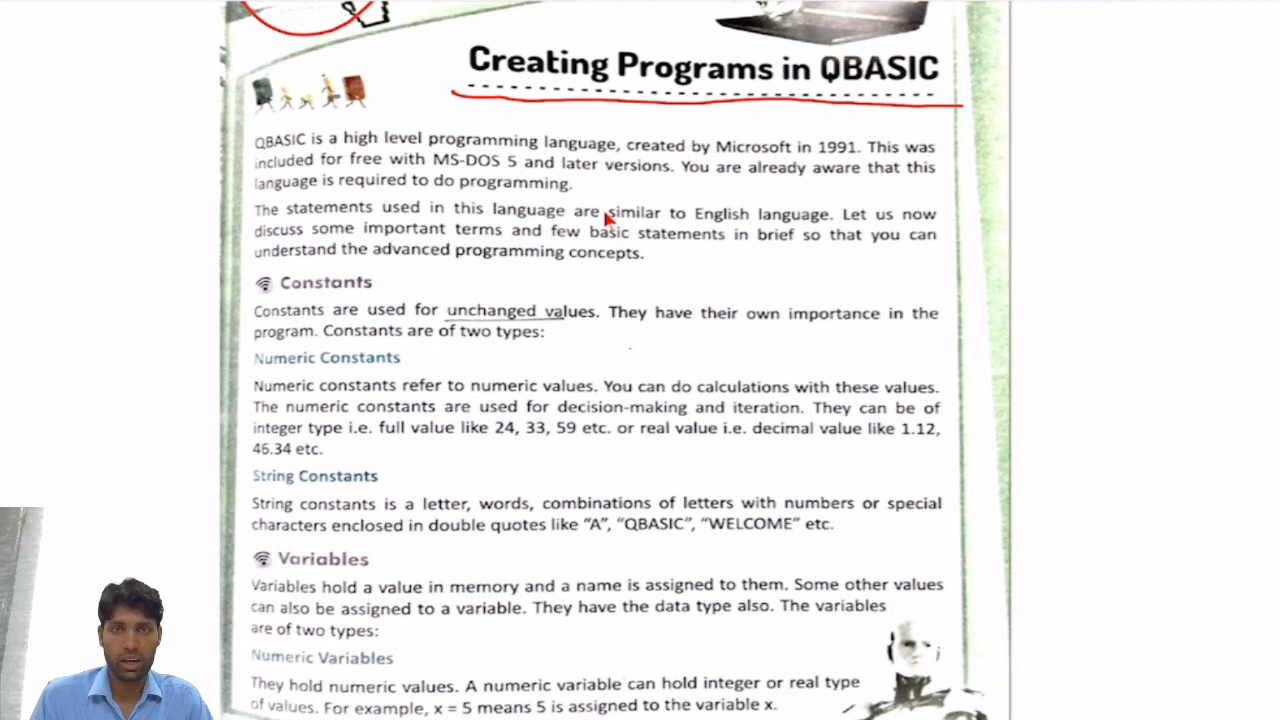 Creating Programs in QBASIC
QBASIC is a high level programming language, created by Microsoft in 1991. This was
included for free with MS-DOS 5 and later versions. You are already aware that this
language is required to do programming.
The statements used in this language are similar to English language. Let us now
discuss some important terms and few basic statements in brief so that you can
understand the advanced programming concepts.
Constants
Constants are used for unchanged values. They have their own importance in the
program. Constants are of two types:
Numeric Constants
Numeric constants refer to numeric values. You can do calculations with these values.
The numeric constants are used for decision-making and iteration. They can be of
integer type i.e. full value like 24, 33, 59 etc. or real value i.e. decimal value like 1.12,
46.34 etc.
String Constants
String constants is a letter, words, combinations of letters with numbers or special
characters enclosed in double quotes like “A”, “QBASIC”, “WELCOME” etc.
Variables
Variables hold a value in memory and a name is assigned to them. Some other values
can also be assigned to a variable. They have the data type also. The variables
are of two types:
Numeric Variables
They hold numeric values. A numeric variable can hold integer or real type
of values. For example, x = 5 means 5 is assigned to the variable x.